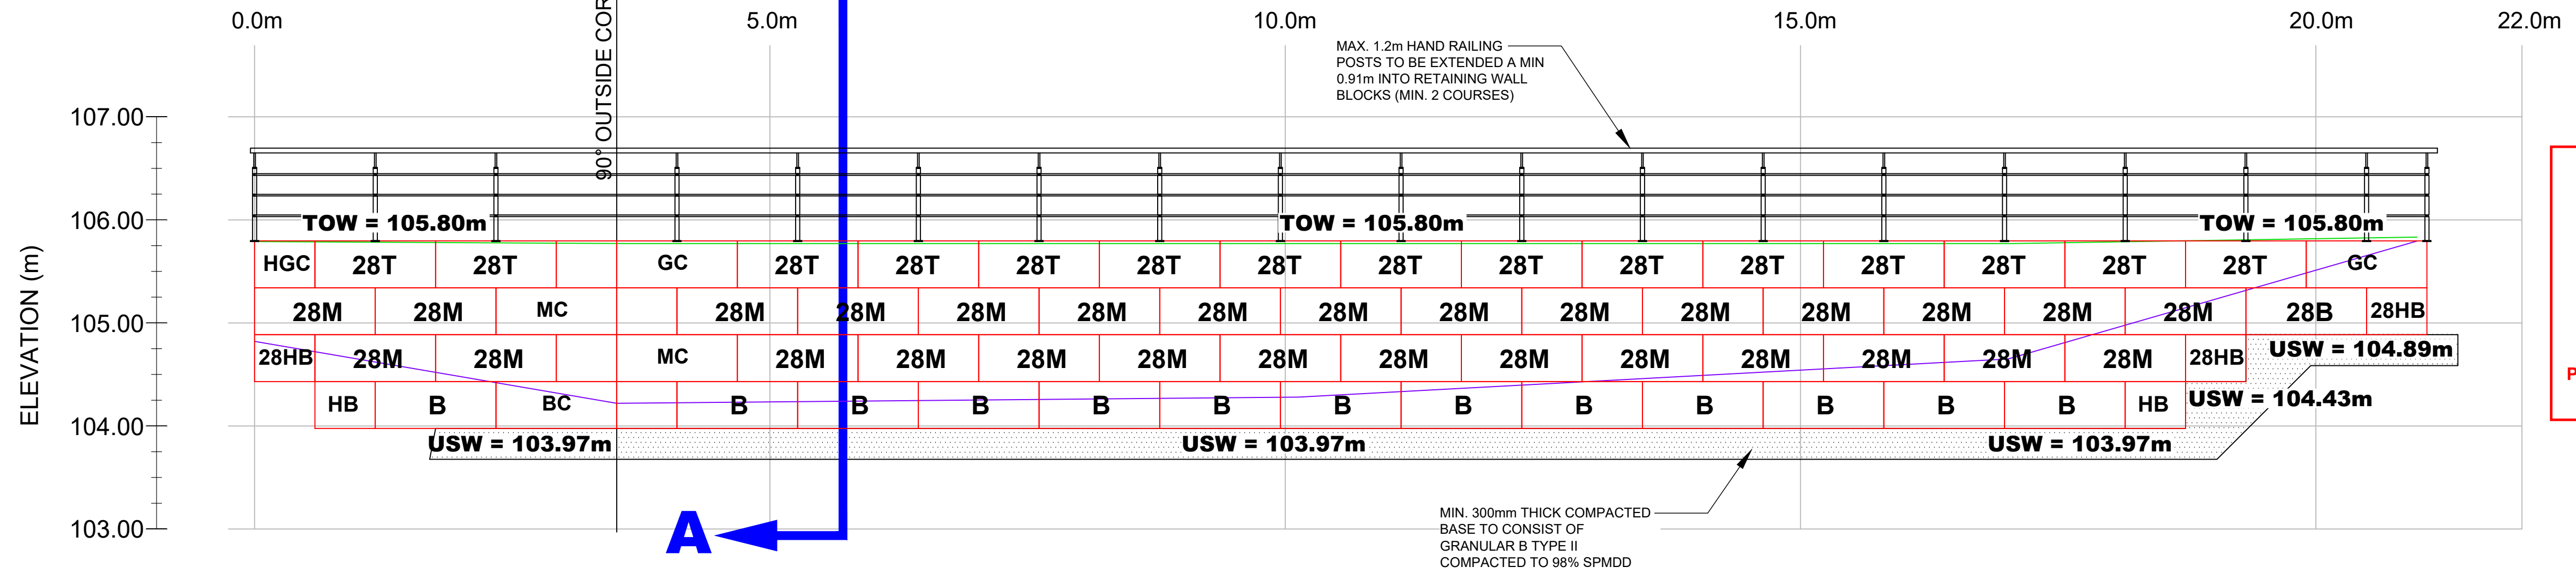 0.0m 5.0m 10.0m 15.0m 20.0m 22.0m
90° OUTSIDE COR
MAX. 1.2m HAND RAILING
POSTS TO BE EXTENDED A MIN
0.91m INTO RETAINING WALL
BLOCKS (MIN. 2 COURSES)
ELEVATION (m)
107.00
106.00
105.00
104.00
103.00
TOW = 105.80m TOW = 105.80m TOW = 105.80m
HGC 28T 28T GC 28T 28T 28T 28T 28T 28T 28T 28T 28T 28T 28T 28T 28T GC
28M 28M MC 28M 28M 28M 28M 28M 28M 28M 28M 28M 28M 28M 28M 28M 28B 28HB
28HB 28M 28M MC 28M 28M 28M 28M 28M 28M 28M 28M 28M 28M 28M 28M 28HB
USW = 104.89m
HB B BC B B B B B B B B B B B B HB
USW = 104.43m
USW = 103.97m USW = 103.97m USW = 103.97m
P
A
MIN. 300mm THICK COMPACTED
BASE TO CONSIST OF
GRANULAR B TYPE II
COMPACTED TO 98% SPMDD